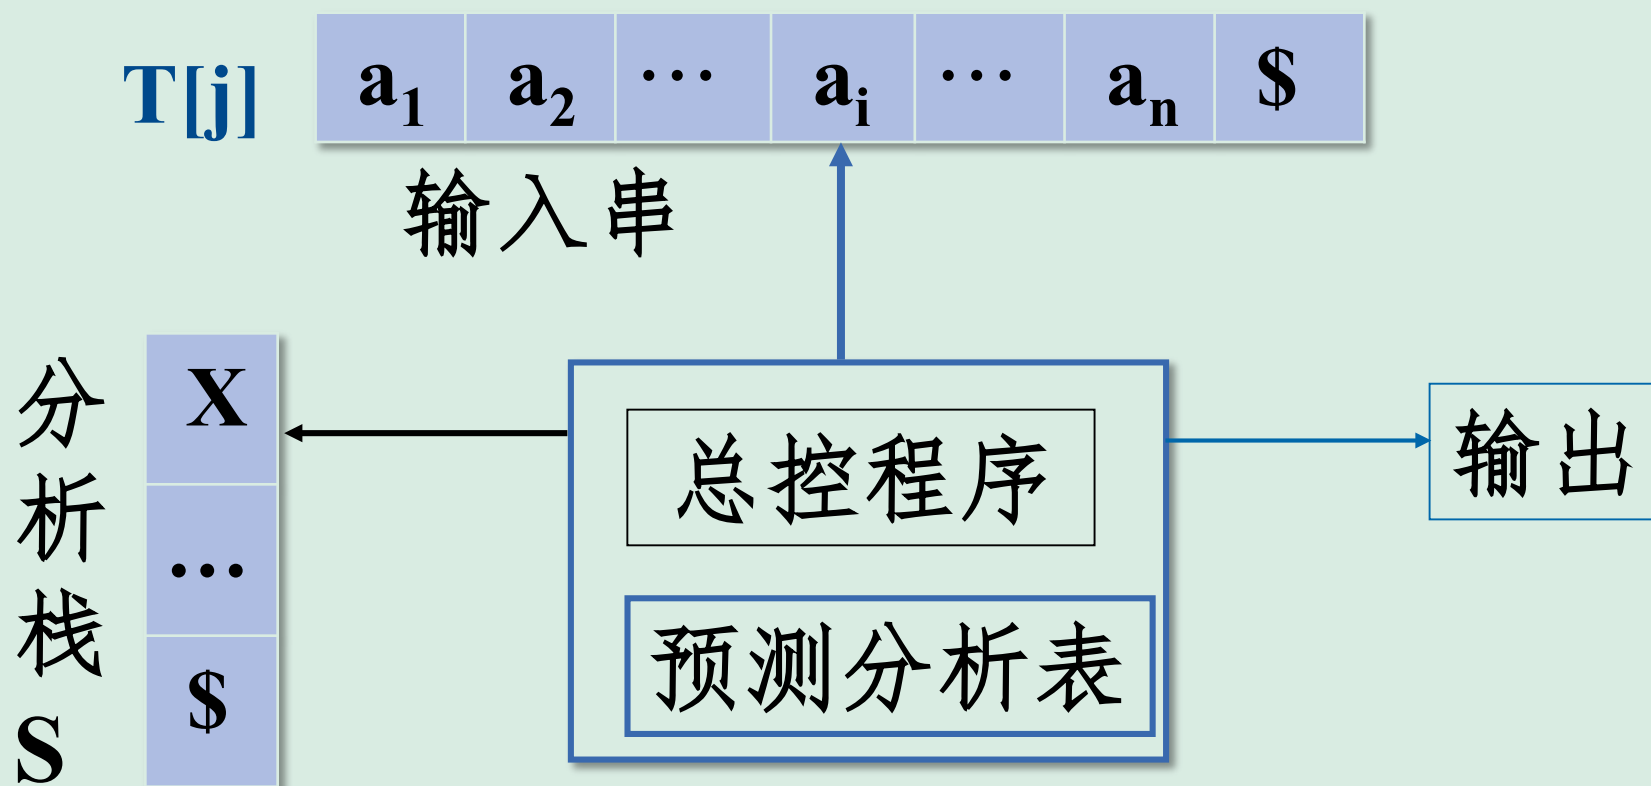 T[j] a₁ a₂ … aᵢ … aₙ $
输入串
分析栈S
X
…
$
总控程序
预测分析表
输出